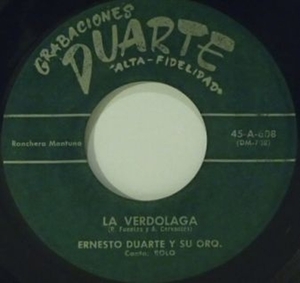 GRABACIONES
DUARTE
"ALTA-FIDELIDAD"
Ranchera Montuna
45-A-608
LA VERDOLAGA
ERNESTO DUARTE Y SU ORQ.
Canta: ROLO